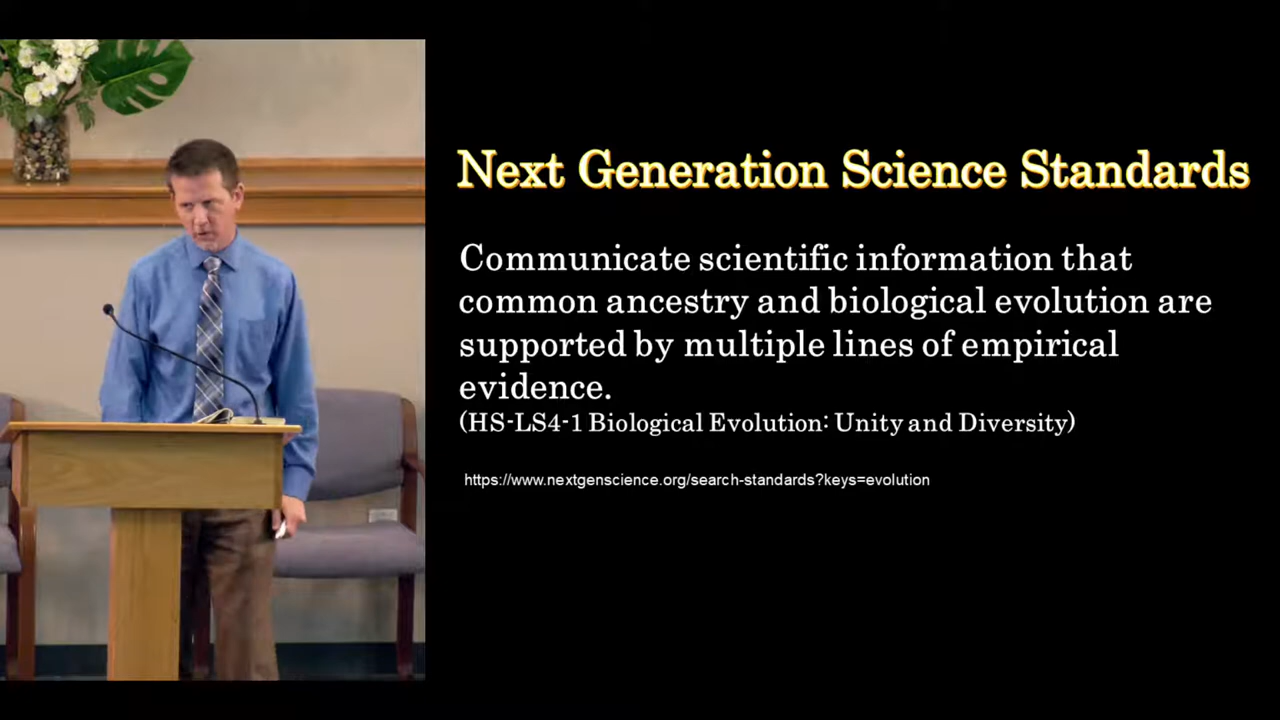 Next Generation Science Standards
Communicate scientific information that
common ancestry and biological evolution are
supported by multiple lines of empirical
evidence.
(HS-LS4-1 Biological Evolution: Unity and Diversity)
https://www.nextgenscience.org/search-standards?keys=evolution